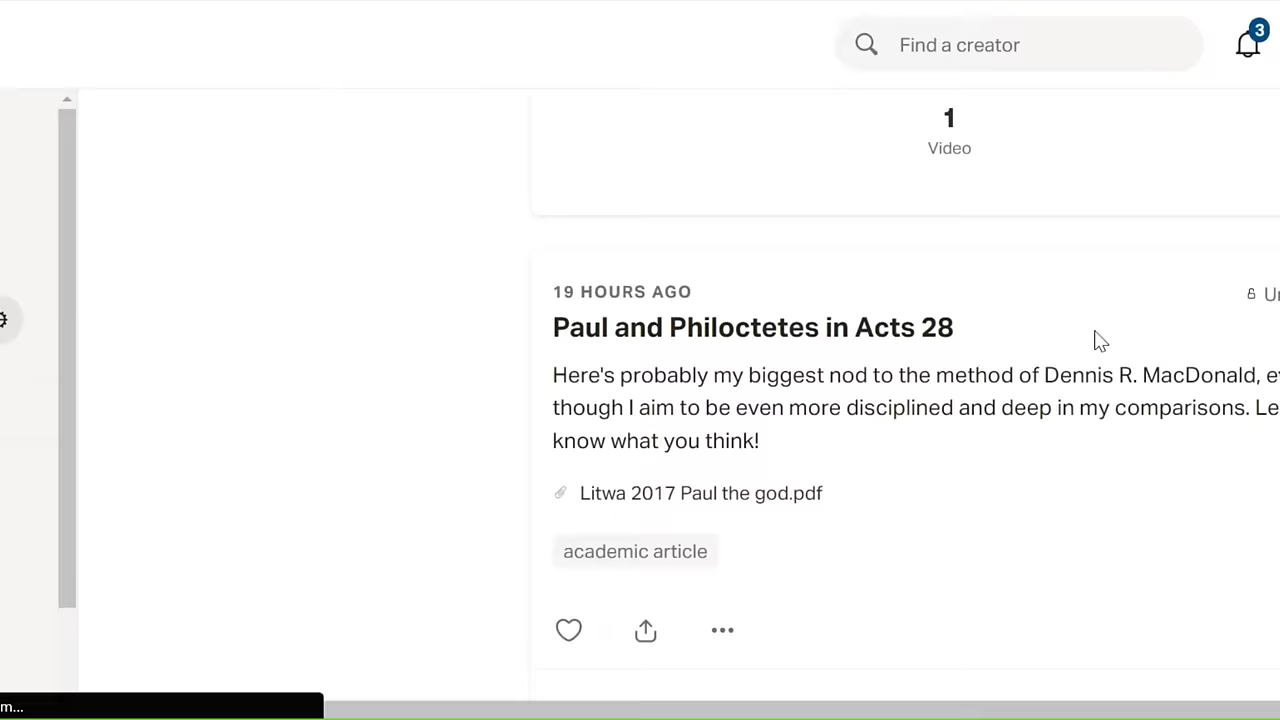 Find a creator
3
1
Video
19 HOURS AGO
Paul and Philoctetes in Acts 28
Here's probably my biggest nod to the method of Dennis R. MacDonald,
though I aim to be even more disciplined and deep in my comparisons.
know what you think!
Litwa 2017 Paul the god.pdf
academic article
m...